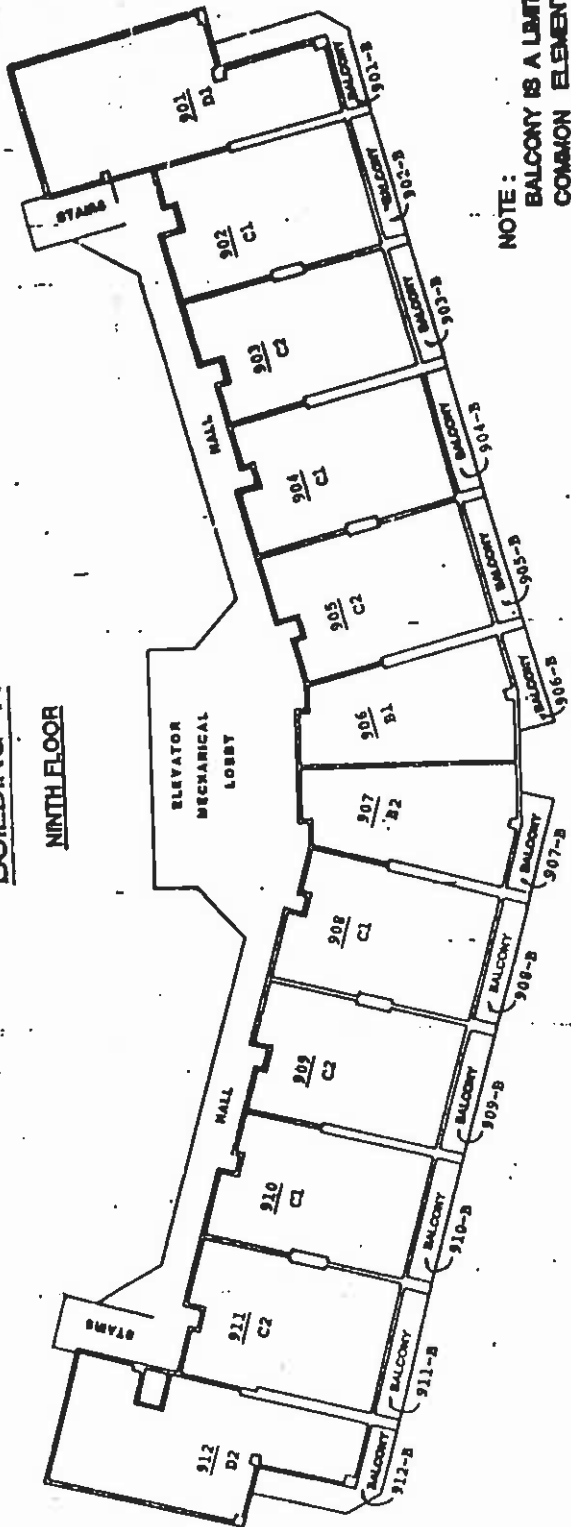 NINTH FLOOR
ELEVATOR
MECHANICAL
LOBBY
HALL
HALL
STAIRS
STAIRS
912
D2
911
C2
910
C1
909
C2
908
C1
907
B2
906
B1
905
C2
904
C1
903
C2
902
C1
901
D1
BALCONY
912-B
BALCONY
911-B
BALCONY
910-B
BALCONY
909-B
BALCONY
908-B
BALCONY
907-B
BALCONY
906-B
BALCONY
905-B
BALCONY
904-B
BALCONY
903-B
BALCONY
902-B
BALCONY
901-B
NOTE :
BALCONY IS A
COMMON